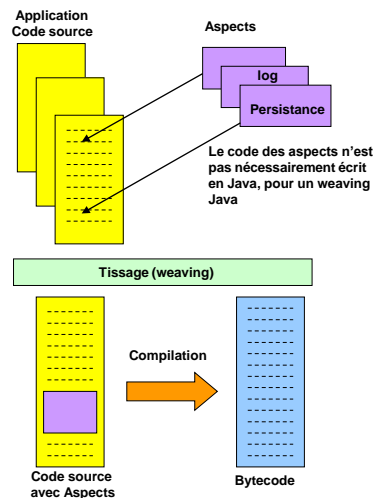 Application
Code source
Aspects
log
Persistance
Le code des aspects n'est
pas nécessairement écrit
en Java, pour un weaving
Java
Tissage (weaving)
Compilation
Code source
avec Aspects
Bytecode